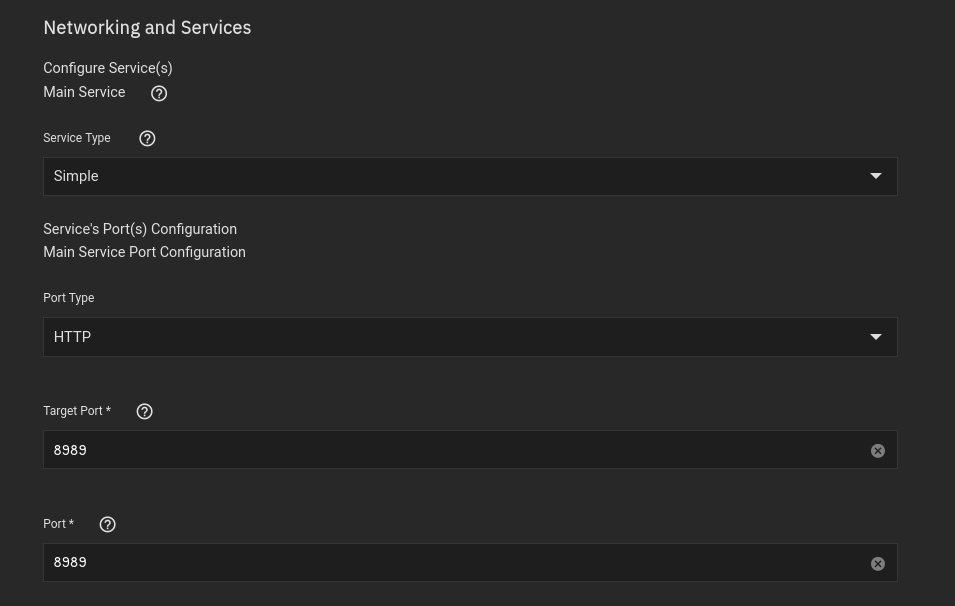 Networking and Services
Configure Service(s)
Main Service
Service Type
Simple
Service's Port(s) Configuration
Main Service Port Configuration
Port Type
HTTP
Target Port *
8989
Port *
8989